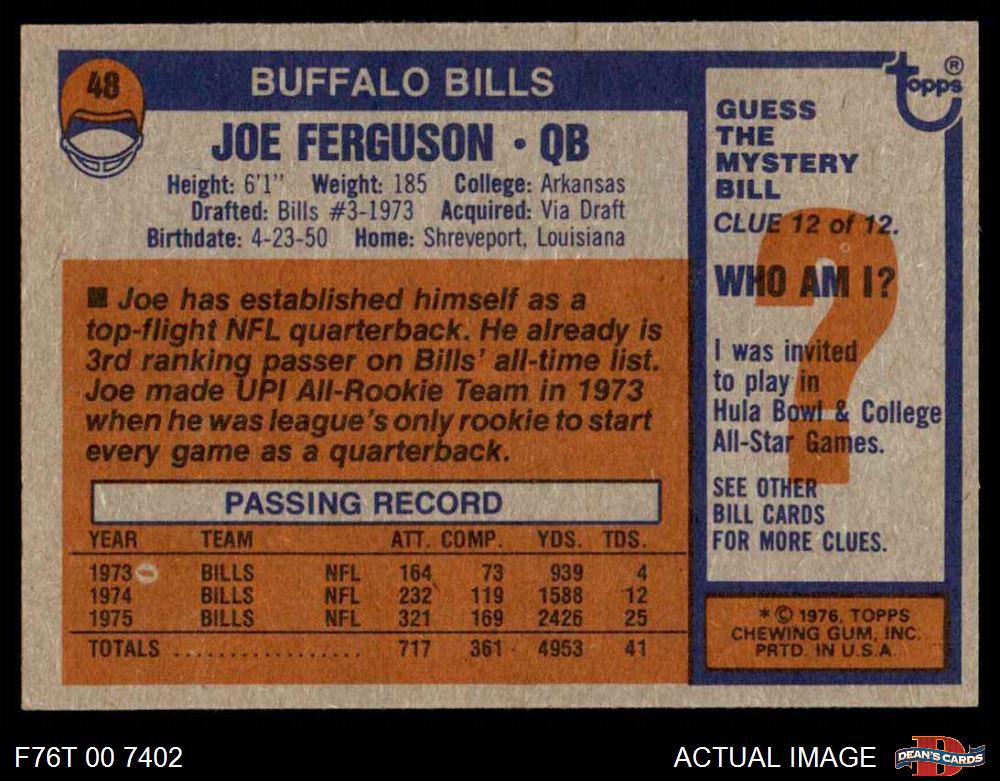 48
BUFFALO BILLS
JOE FERGUSON • QB
Height: 6'1" Weight: 185 College: Arkansas
Drafted: Bills #3-1973 Acquired: Via Draft
Birthdate: 4-23-50 Home: Shreveport, Louisiana
■ Joe has established himself as a
top-flight NFL quarterback. He already is
3rd ranking passer on Bills' all-time list.
Joe made UPI All-Rookie Team in 1973
when he was league's only rookie to start
every game as a quarterback.
PASSING RECORD
YEAR TEAM ATT. COMP. YDS. TDS.
1973 BILLS NFL 164 73 939 4
1974 BILLS NFL 232 119 1588 12
1975 BILLS NFL 321 169 2426 25
TOTALS .................. 717 361 4953 41
topps ®
GUESS
THE
MYSTERY
BILL
CLUE 12 of 12.
?
WHO AM I?
I was invited
to play in
Hula Bowl & College
All-Star Games.
SEE OTHER
BILL CARDS
FOR MORE CLUES.
* © 1976, TOPPS
CHEWING GUM, INC.
PRTD. IN U.S.A.
F76T 00 7402
ACTUAL IMAGE
D
DEAN'S CARDS